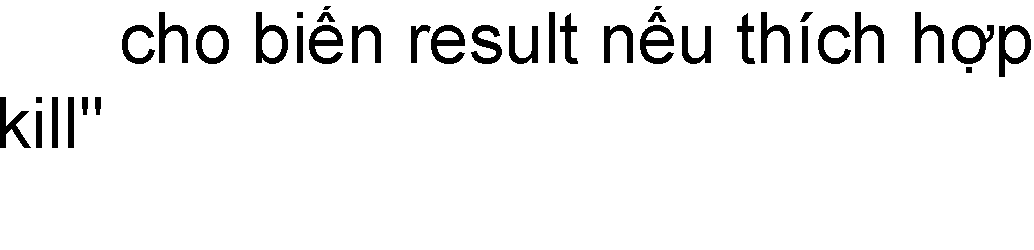 cho biến result nếu thích hợp
kill"